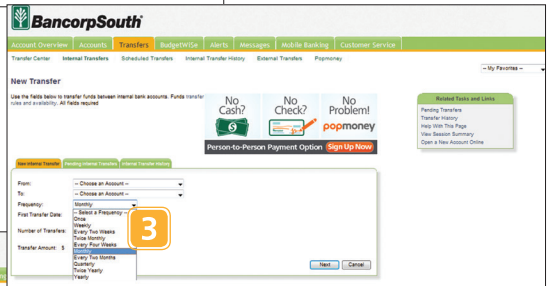 BancorpSouth
Account Overview Accounts Transfers BudgetWISe Alerts Messages Mobile Banking Customer Service
Transfer Center Internal Transfers Scheduled Transfers Internal Transfer History External Transfers Popmoney
-- My Favorites --
New Transfer
Use the fields below to transfer funds between internal bank accounts. Funds transfer
rules and availability. All fields required
No Cash?
No Check?
No Problem!
popmoney
Person-to-Person Payment Option Sign Up Now
Related Tasks and Links
Pending Transfers
Transfer History
Help With This Page
View Session Summary
Open a New Account Online
New Internal Transfer Pending Internal Transfers Internal Transfer History
From: -- Choose an Account --
To: -- Choose an Account --
Frequency: Monthly
First Transfer Date:
Number of Transfers:
Transfer Amount: $
-- Select a Frequency --
Once
Weekly
Every Two Weeks
Twice Monthly
Every Four Weeks
Monthly
Every Two Months
Quarterly
Twice Yearly
Yearly
3
Next Cancel